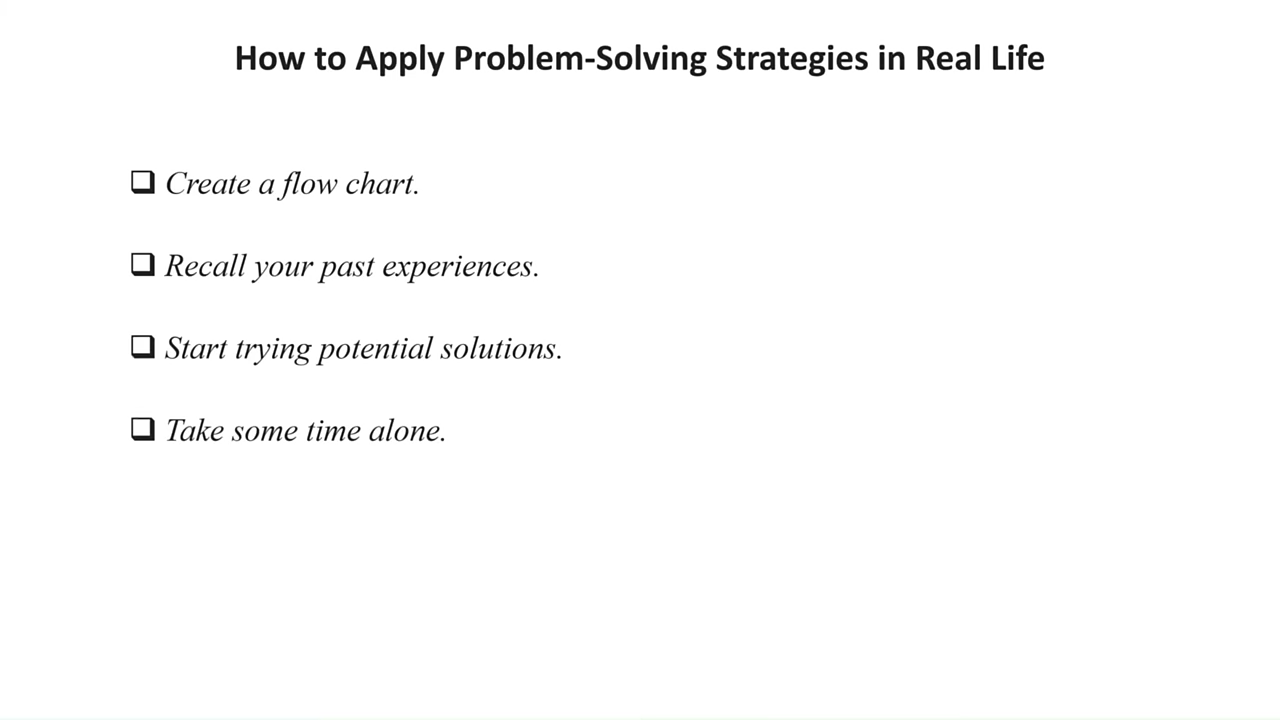 How to Apply Problem-Solving Strategies in Real Life
❑ Create a flow chart.
❑ Recall your past experiences.
❑ Start trying potential solutions.
❑ Take some time alone.